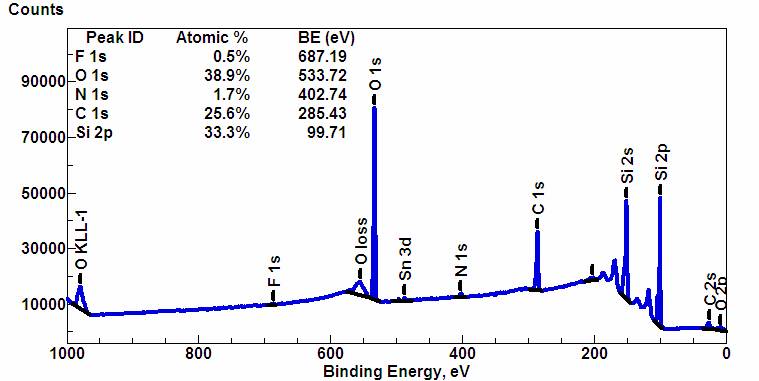 Counts
Peak ID Atomic % BE (eV)
F 1s 0.5% 687.19
O 1s 38.9% 533.72
N 1s 1.7% 402.74
C 1s 25.6% 285.43
Si 2p 33.3% 99.71
90000
70000
50000
30000
10000
O KLL-1
F 1s
O loss
O 1s
Sn 3d
N 1s
C 1s
Si 2s
Si 2p
C 2s
O 2p
1000 800 600 400 200 0
Binding Energy, eV